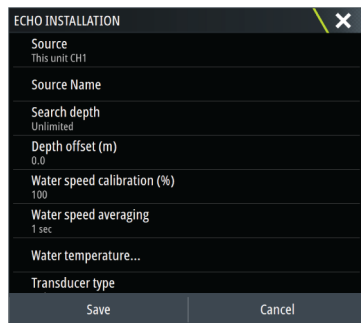 ECHO INSTALLATION
Source
This unit CH1
Source Name
Search depth
Unlimited
Depth offset (m)
0.0
Water speed calibration (%)
100
Water speed averaging
1 sec
Water temperature...
Transducer type
Save
Cancel